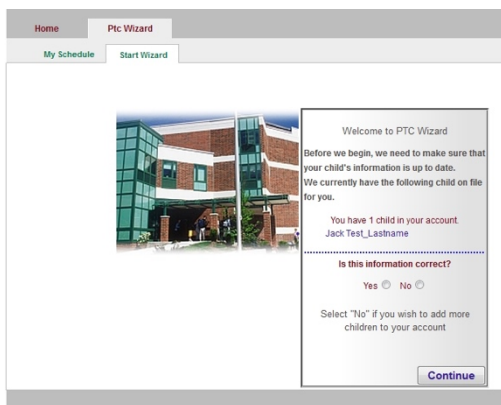 Home Ptc Wizard
My Schedule Start Wizard
Welcome to PTC Wizard
Before we begin, we need to make sure that
your child's information is up to date.
We currently have the following child on file
for you.
You have 1 child in your account.
Jack Test_Lastname
Is this information correct?
Yes No
Select "No" if you wish to add more
children to your account
Continue